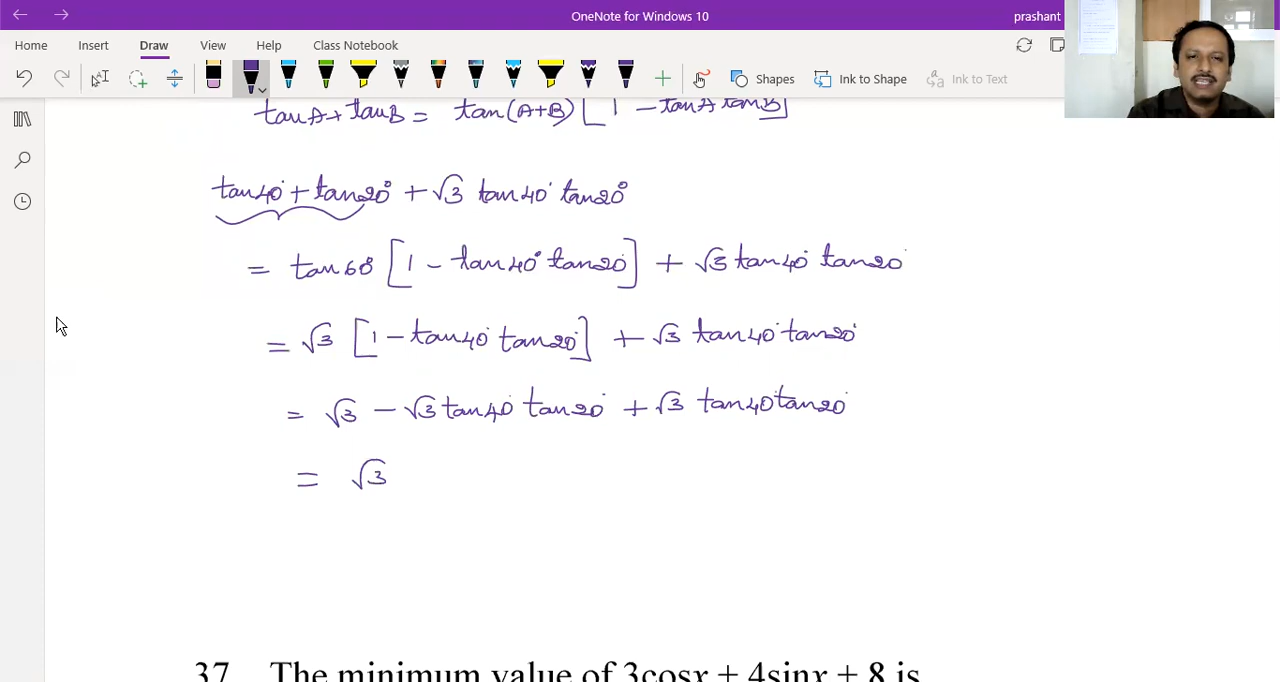 OneNote for Windows 10
prashant
Home Insert Draw View Help Class Notebook
Shapes Ink to Shape Ink to Text
tanA + tanB = tan(A+B) [1 - tanA tanB]
tan40° + tan20° + √3 tan40° tan20°
= tan60° [1 - tan40° tan20°] + √3 tan40° tan20°
= √3 [1 - tan40° tan20°] + √3 tan40° tan20°
= √3 - √3 tan40° tan20° + √3 tan40° tan20°
= √3
37 The minimum value of 3cosx + 4sinx + 8 is